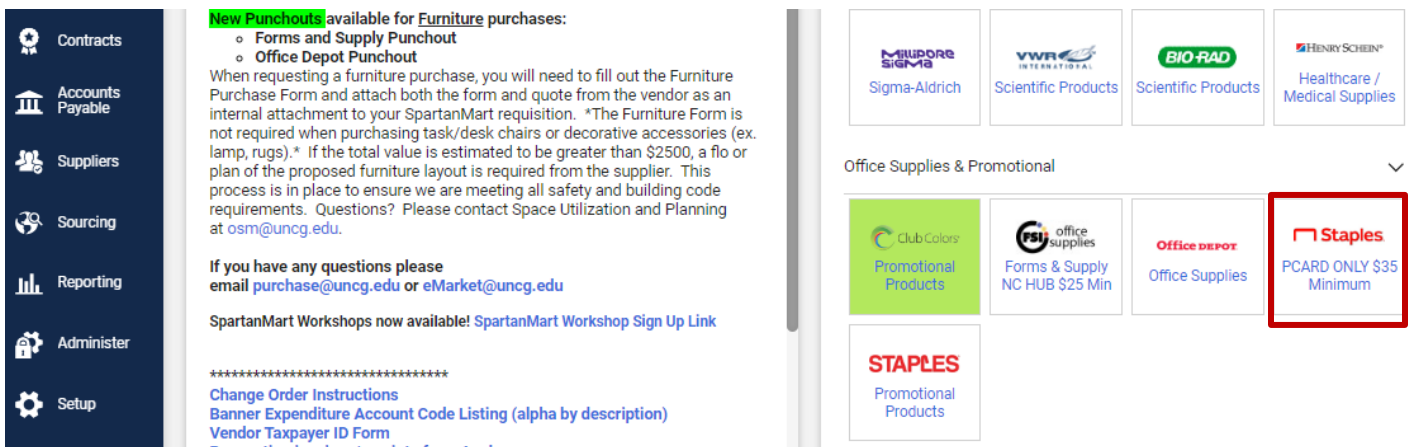 Contracts
Accounts
Payable
Suppliers
Sourcing
Reporting
Administer
Setup
New Punchouts available for Furniture purchases:
Forms and Supply Punchout
Office Depot Punchout
When requesting a furniture purchase, you will need to fill out the Furniture
Purchase Form and attach both the form and quote from the vendor as an
internal attachment to your SpartanMart requisition. *The Furniture Form is
not required when purchasing task/desk chairs or decorative accessories (ex.
lamp, rugs).* If the total value is estimated to be greater than $2500, a flo or
plan of the proposed furniture layout is required from the supplier. This
process is in place to ensure we are meeting all safety and building code
requirements. Questions? Please contact Space Utilization and Planning
at osm@uncg.edu.
If you have any questions please
email purchase@uncg.edu or eMarket@uncg.edu
SpartanMart Workshops now available! SpartanMart Workshop Sign Up Link
*********************************
Change Order Instructions
Banner Expenditure Account Code Listing (alpha by description)
Vendor Taxpayer ID Form
MILLIPORE
SIGMA
Sigma-Aldrich
VWR
INTERNATIONAL
Scientific Products
BIO-RAD
Scientific Products
HENRY SCHEIN®
Healthcare /
Medical Supplies
Office Supplies & Promotional
Club Colors
Promotional
Products
FSI office
supplies
Forms & Supply
NC HUB $25 Min
Office DEPOT
Office Supplies
Staples
PCARD ONLY $35
Minimum
STAPLES
Promotional
Products